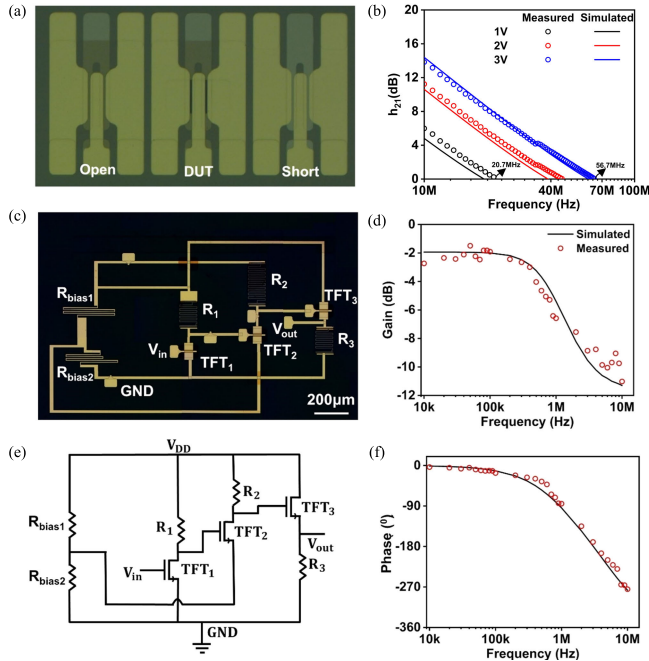 (a)
Open DUT Short
(b)
Measured Simulated
1V
2V
3V
h21(dB)
20
16
12
8
4
0
20.7MHz
56.7MHz
10M 40M 70M 100M
Frequency (Hz)
(c)
Rbias1
R2
R1
TFT3
Vin
Vout
R3
TFT1
TFT2
Rbias2
GND
200μm
(d)
Simulated
Measured
Gain (dB)
0
-2
-4
-6
-8
-10
-12
10k 100k 1M 10M
Frequency (Hz)
(e)
VDD
R2
Rbias1
R1
TFT3
TFT2
Vout
Rbias2
Vin
TFT1
R3
GND
(f)
Phase (⁰)
0
-90
-180
-270
-360
10k 100k 1M 10M
Frequency (Hz)